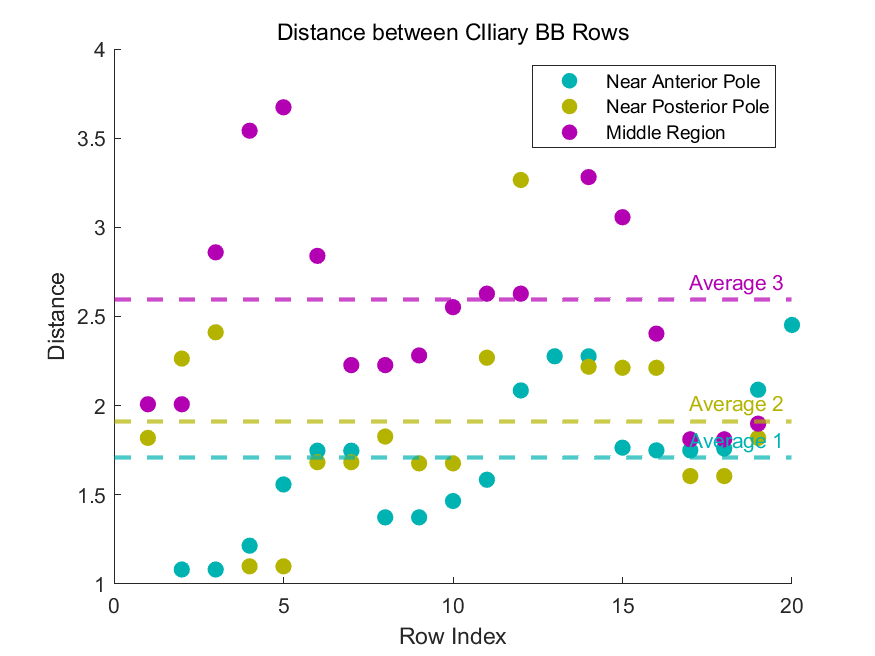 Distance between CIliary BB Rows
4
3.5
3
2.5
2
1.5
1
Distance
Near Anterior Pole
Near Posterior Pole
Middle Region
Average 3
Average 2
Average 1
0
5
10
15
20
Row Index